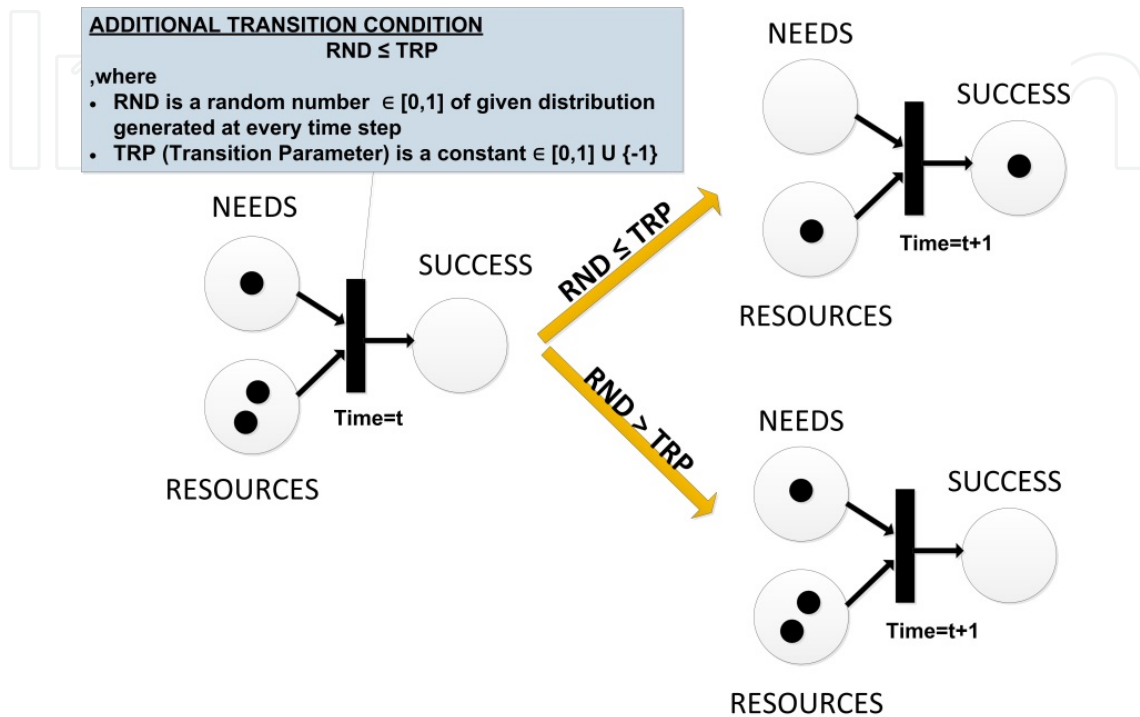 ADDITIONAL TRANSITION CONDITION
RND ≤ TRP
,where
• RND is a random number ∈ [0,1] of given distribution
generated at every time step
• TRP (Transition Parameter) is a constant ∈ [0,1] U {-1}
NEEDS
SUCCESS
Time=t
RESOURCES
RND ≤ TRP
RND > TRP
NEEDS
SUCCESS
Time=t+1
RESOURCES
NEEDS
SUCCESS
Time=t+1
RESOURCES